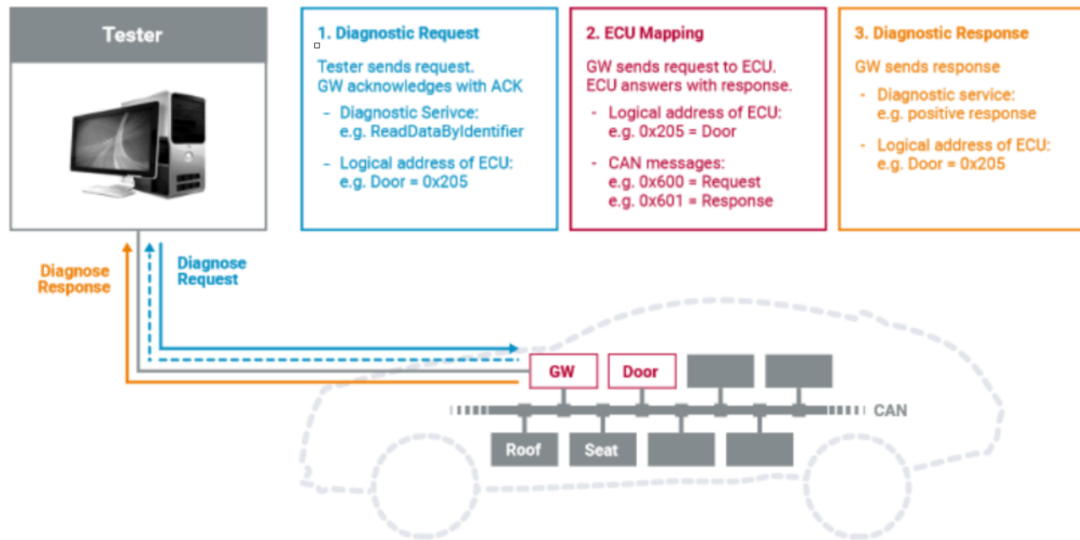 Tester
1. Diagnostic Request
Tester sends request.
GW acknowledges with ACK
- Diagnostic Serivce:
e.g. ReadDataByIdentifier
- Logical address of ECU:
e.g. Door = 0x205
2. ECU Mapping
GW sends request to ECU.
ECU answers with response.
- Logical address of ECU:
e.g. 0x205 = Door
- CAN messages:
e.g. 0x600 = Request
e.g. 0x601 = Response
3. Diagnostic Response
GW sends response
- Diagnostic service:
e.g. positive response
- Logical address of ECU:
e.g. Door = 0x205
Diagnose
Response
Diagnose
Request
GW
Door
CAN
Roof
Seat